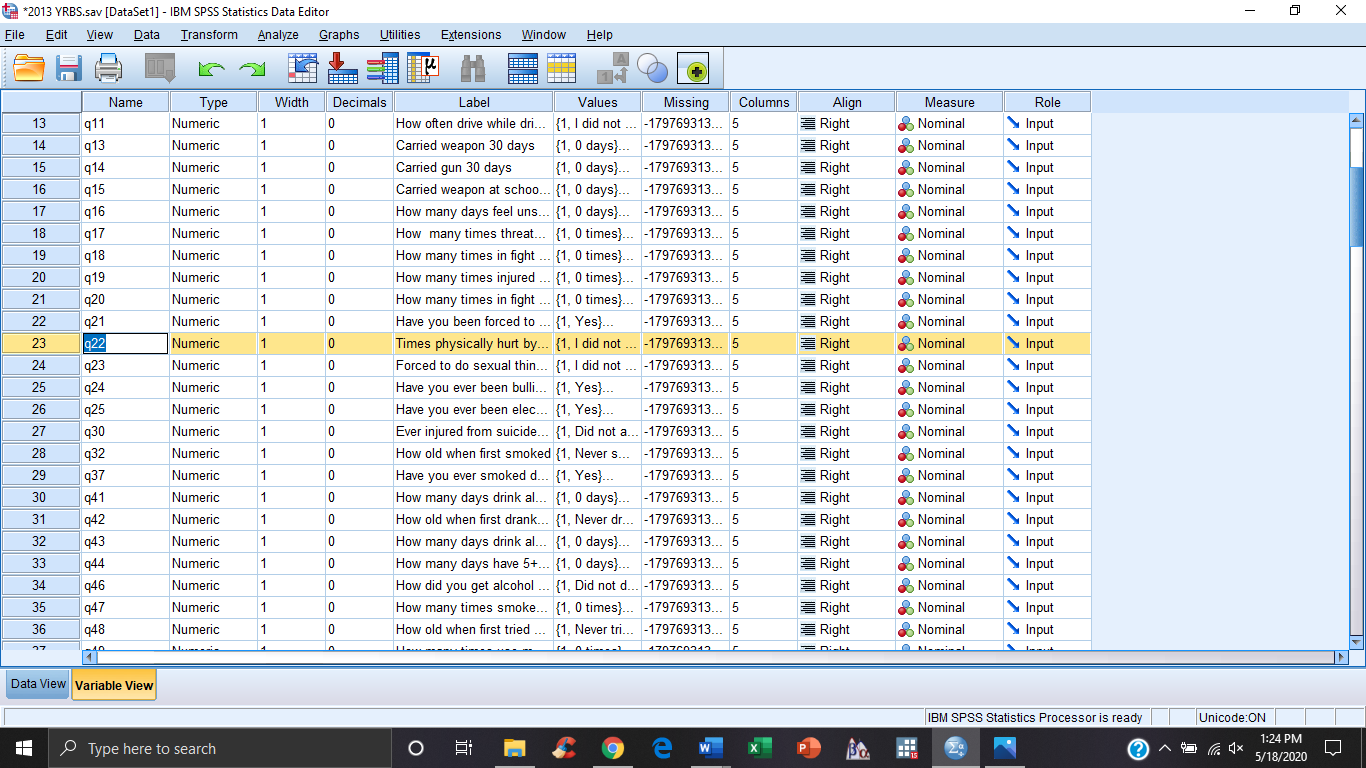 *2013 YRBS.sav [DataSet1] - IBM SPSS Statistics Data Editor
File Edit View Data Transform Analyze Graphs Utilities Extensions Window Help
Name Type Width Decimals Label Values Missing Columns Align Measure Role
13 q11 Numeric 1 0 How often drive while dri... {1, I did not ... -179769313... 5 Right Nominal Input
14 q13 Numeric 1 0 Carried weapon 30 days {1, 0 days}... -179769313... 5 Right Nominal Input
15 q14 Numeric 1 0 Carried gun 30 days {1, 0 days}... -179769313... 5 Right Nominal Input
16 q15 Numeric 1 0 Carried weapon at schoo... {1, 0 days}... -179769313... 5 Right Nominal Input
17 q16 Numeric 1 0 How many days feel uns... {1, 0 days}... -179769313... 5 Right Nominal Input
18 q17 Numeric 1 0 How  many times threat... {1, 0 times}... -179769313... 5 Right Nominal Input
19 q18 Numeric 1 0 How many times in fight ... {1, 0 times}... -179769313... 5 Right Nominal Input
20 q19 Numeric 1 0 How many times injured ... {1, 0 times}... -179769313... 5 Right Nominal Input
21 q20 Numeric 1 0 How many times in fight ... {1, 0 times}... -179769313... 5 Right Nominal Input
22 q21 Numeric 1 0 Have you been forced to ... {1, Yes}... -179769313... 5 Right Nominal Input
23 q22 Numeric 1 0 Times physically hurt by... {1, I did not ... -179769313... 5 Right Nominal Input
24 q23 Numeric 1 0 Forced to do sexual thin... {1, I did not ... -179769313... 5 Right Nominal Input
25 q24 Numeric 1 0 Have you ever been bulli... {1, Yes}... -179769313... 5 Right Nominal Input
26 q25 Numeric 1 0 Have you ever been elec... {1, Yes}... -179769313... 5 Right Nominal Input
27 q30 Numeric 1 0 Ever injured from suicide... {1, Did not a... -179769313... 5 Right Nominal Input
28 q32 Numeric 1 0 How old when first smoked {1, Never s... -179769313... 5 Right Nominal Input
29 q37 Numeric 1 0 Have you ever smoked d... {1, Yes}... -179769313... 5 Right Nominal Input
30 q41 Numeric 1 0 How many days drink al... {1, 0 days}... -179769313... 5 Right Nominal Input
31 q42 Numeric 1 0 How old when first drank... {1, Never dr... -179769313... 5 Right Nominal Input
32 q43 Numeric 1 0 How many days drink al... {1, 0 days}... -179769313... 5 Right Nominal Input
33 q44 Numeric 1 0 How many days have 5+... {1, 0 days}... -179769313... 5 Right Nominal Input
34 q46 Numeric 1 0 How did you get alcohol ... {1, Did not d... -179769313... 5 Right Nominal Input
35 q47 Numeric 1 0 How many times smoke... {1, 0 times}... -179769313... 5 Right Nominal Input
36 q48 Numeric 1 0 How old when first tried ... {1, Never tri... -179769313... 5 Right Nominal Input
Data View Variable View
IBM SPSS Statistics Processor is ready Unicode:ON
Type here to search
1:24 PM
5/18/2020